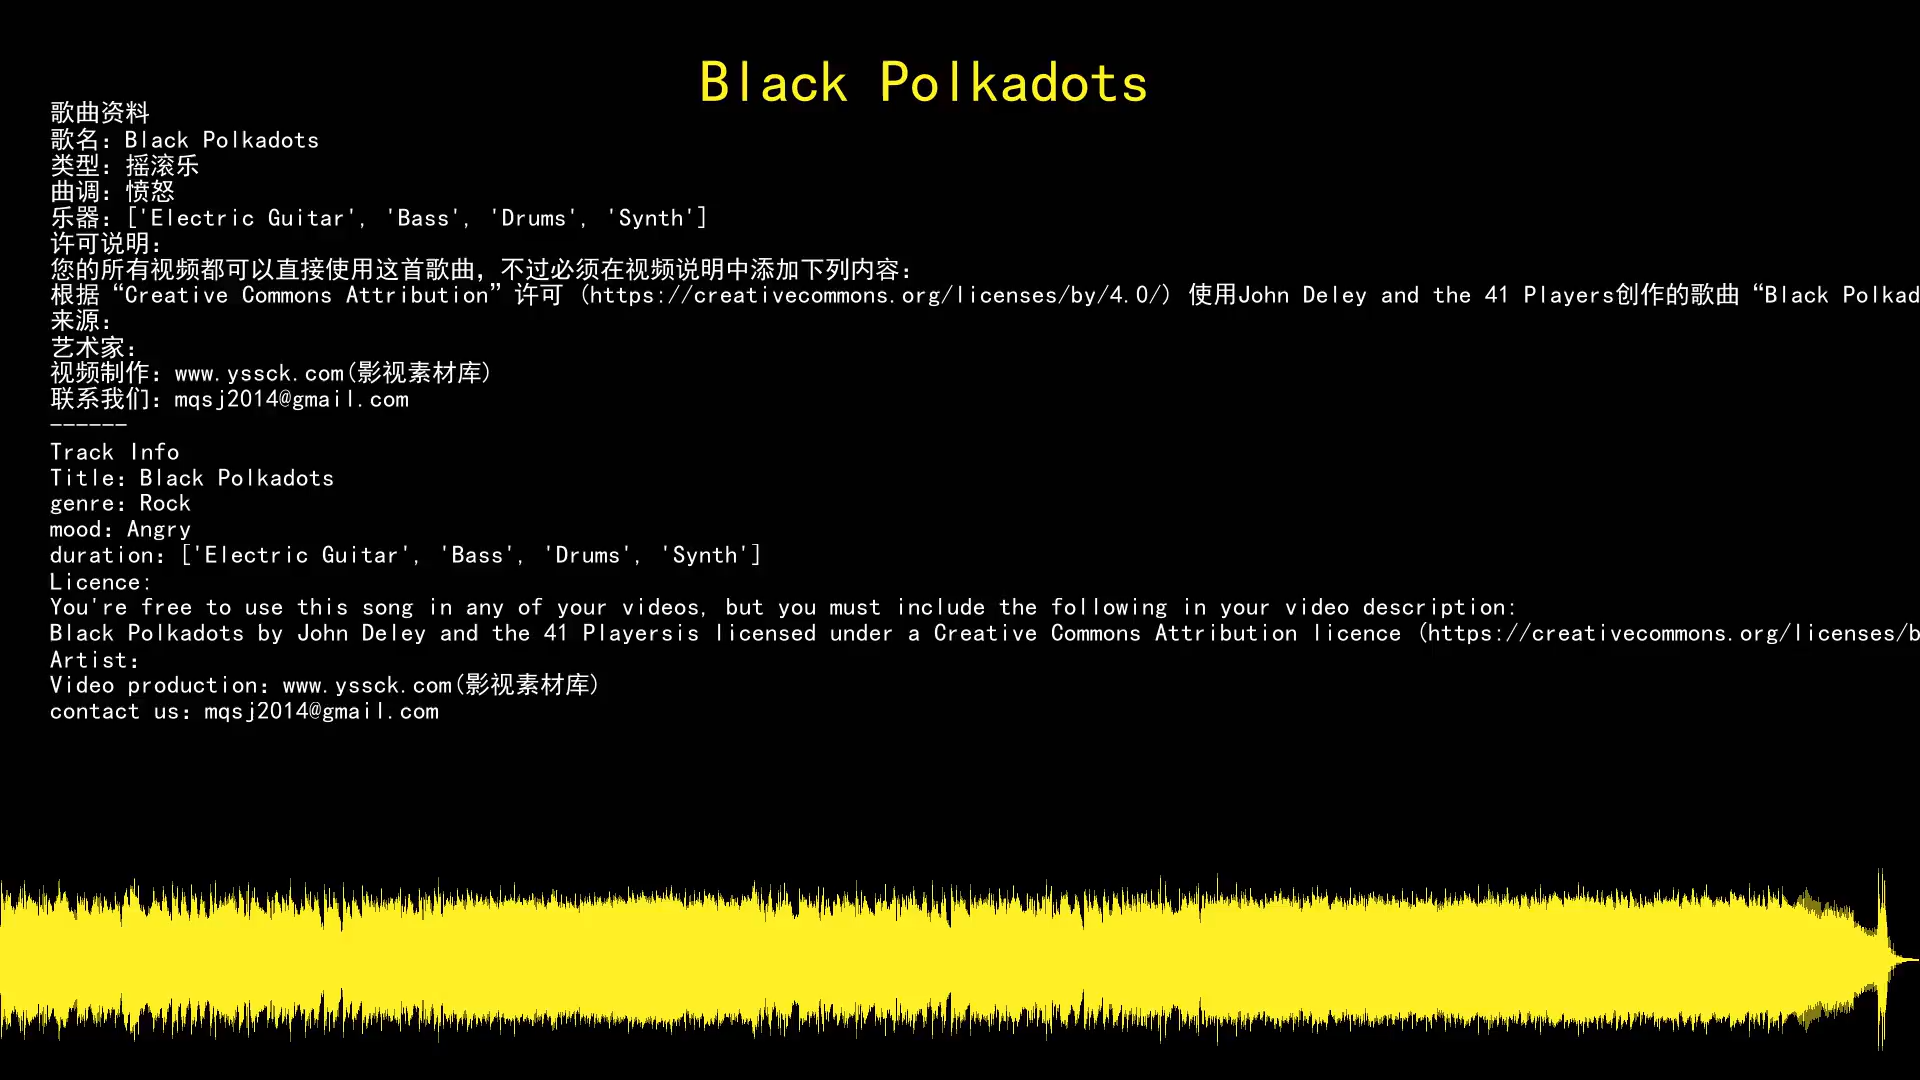 Black Polkadots
歌曲资料
歌名：Black Polkadots
类型：摇滚乐
曲调：愤怒
乐器：['Electric Guitar', 'Bass', 'Drums', 'Synth']
许可说明：
您的所有视频都可以直接使用这首歌曲，不过必须在视频说明中添加下列内容：
根据“Creative Commons Attribution”许可 (https://creativecommons.org/licenses/by/4.0/) 使用John Deley and the 41 Players创作的歌曲“Black Polkad
来源：
艺术家：
视频制作：www.yssck.com(影视素材库)
联系我们：mqsj2014@gmail.com
------
Track Info
Title：Black Polkadots
genre：Rock
mood：Angry
duration：['Electric Guitar', 'Bass', 'Drums', 'Synth']
Licence:
You're free to use this song in any of your videos, but you must include the following in your video description:
Black Polkadots by John Deley and the 41 Playersis licensed under a Creative Commons Attribution licence (https://creativecommons.org/licenses/b
Artist：
Video production：www.yssck.com(影视素材库)
contact us：mqsj2014@gmail.com